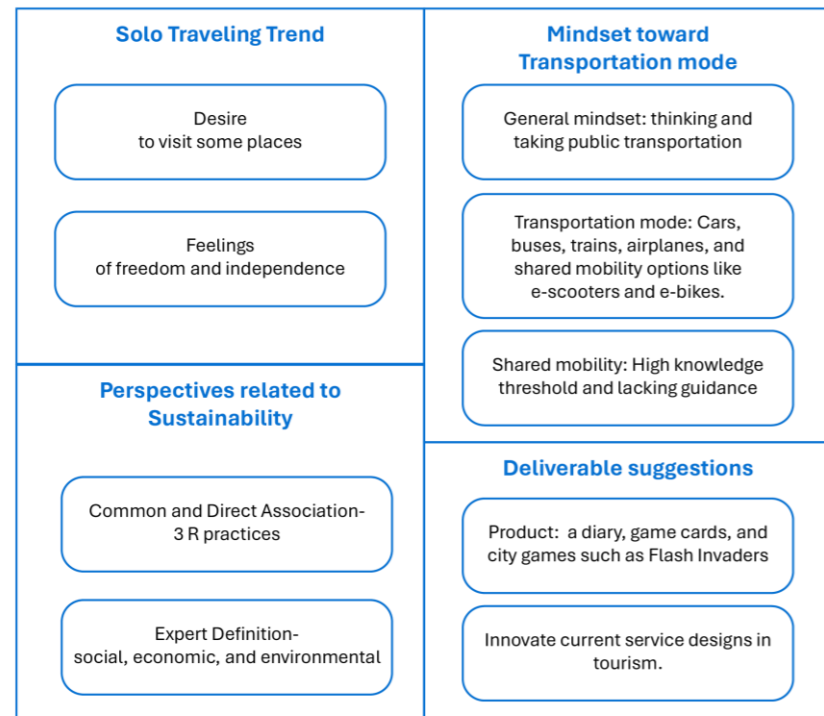 Solo Traveling Trend
Desire
to visit some places
Feelings
of freedom and independence
Mindset toward
Transportation mode
General mindset: thinking and
taking public transportation
Transportation mode: Cars,
buses, trains, airplanes, and
shared mobility options like
e-scooters and e-bikes.
Shared mobility: High knowledge
threshold and lacking guidance
Perspectives related to
Sustainability
Common and Direct Association-
3 R practices
Expert Definition-
social, economic, and environmental
Deliverable suggestions
Product:  a diary, game cards, and
city games such as Flash Invaders
Innovate current service designs in
tourism.